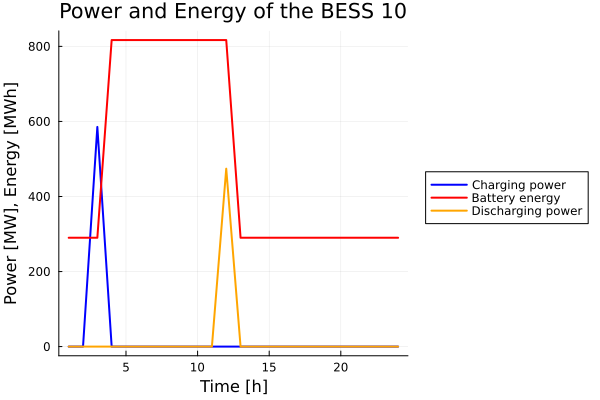 Power and Energy of the BESS 10
Power [MW], Energy [MWh]
800
600
400
200
0
5 10 15 20
Time [h]
Charging power
Battery energy
Discharging power